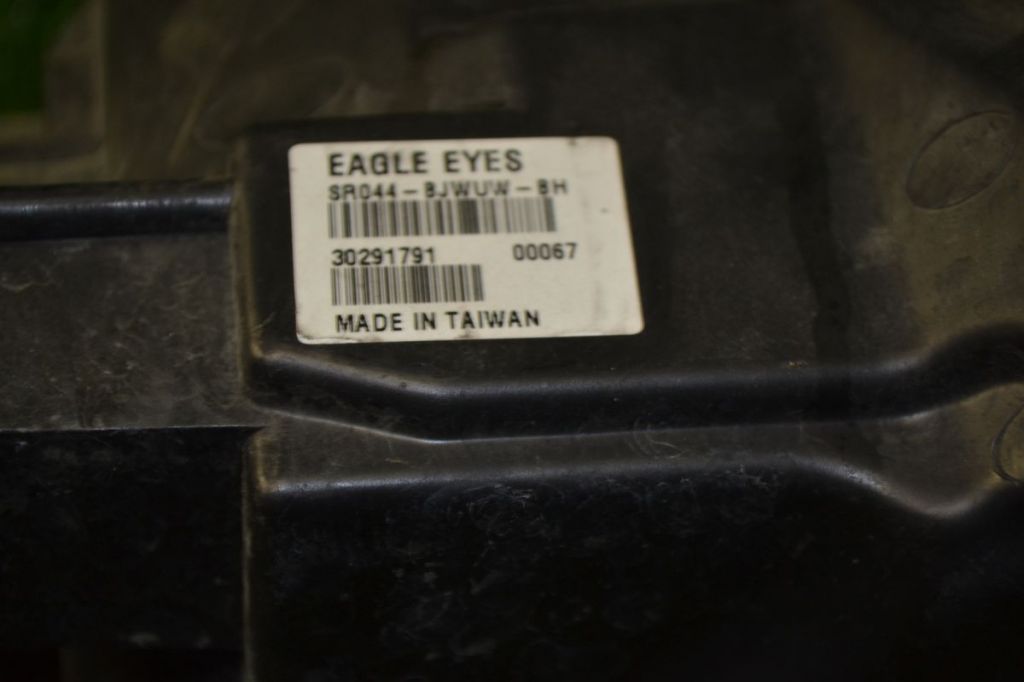 EAGLE EYES
SR044-BJWUW-BH
30291791 00067
MADE IN TAIWAN